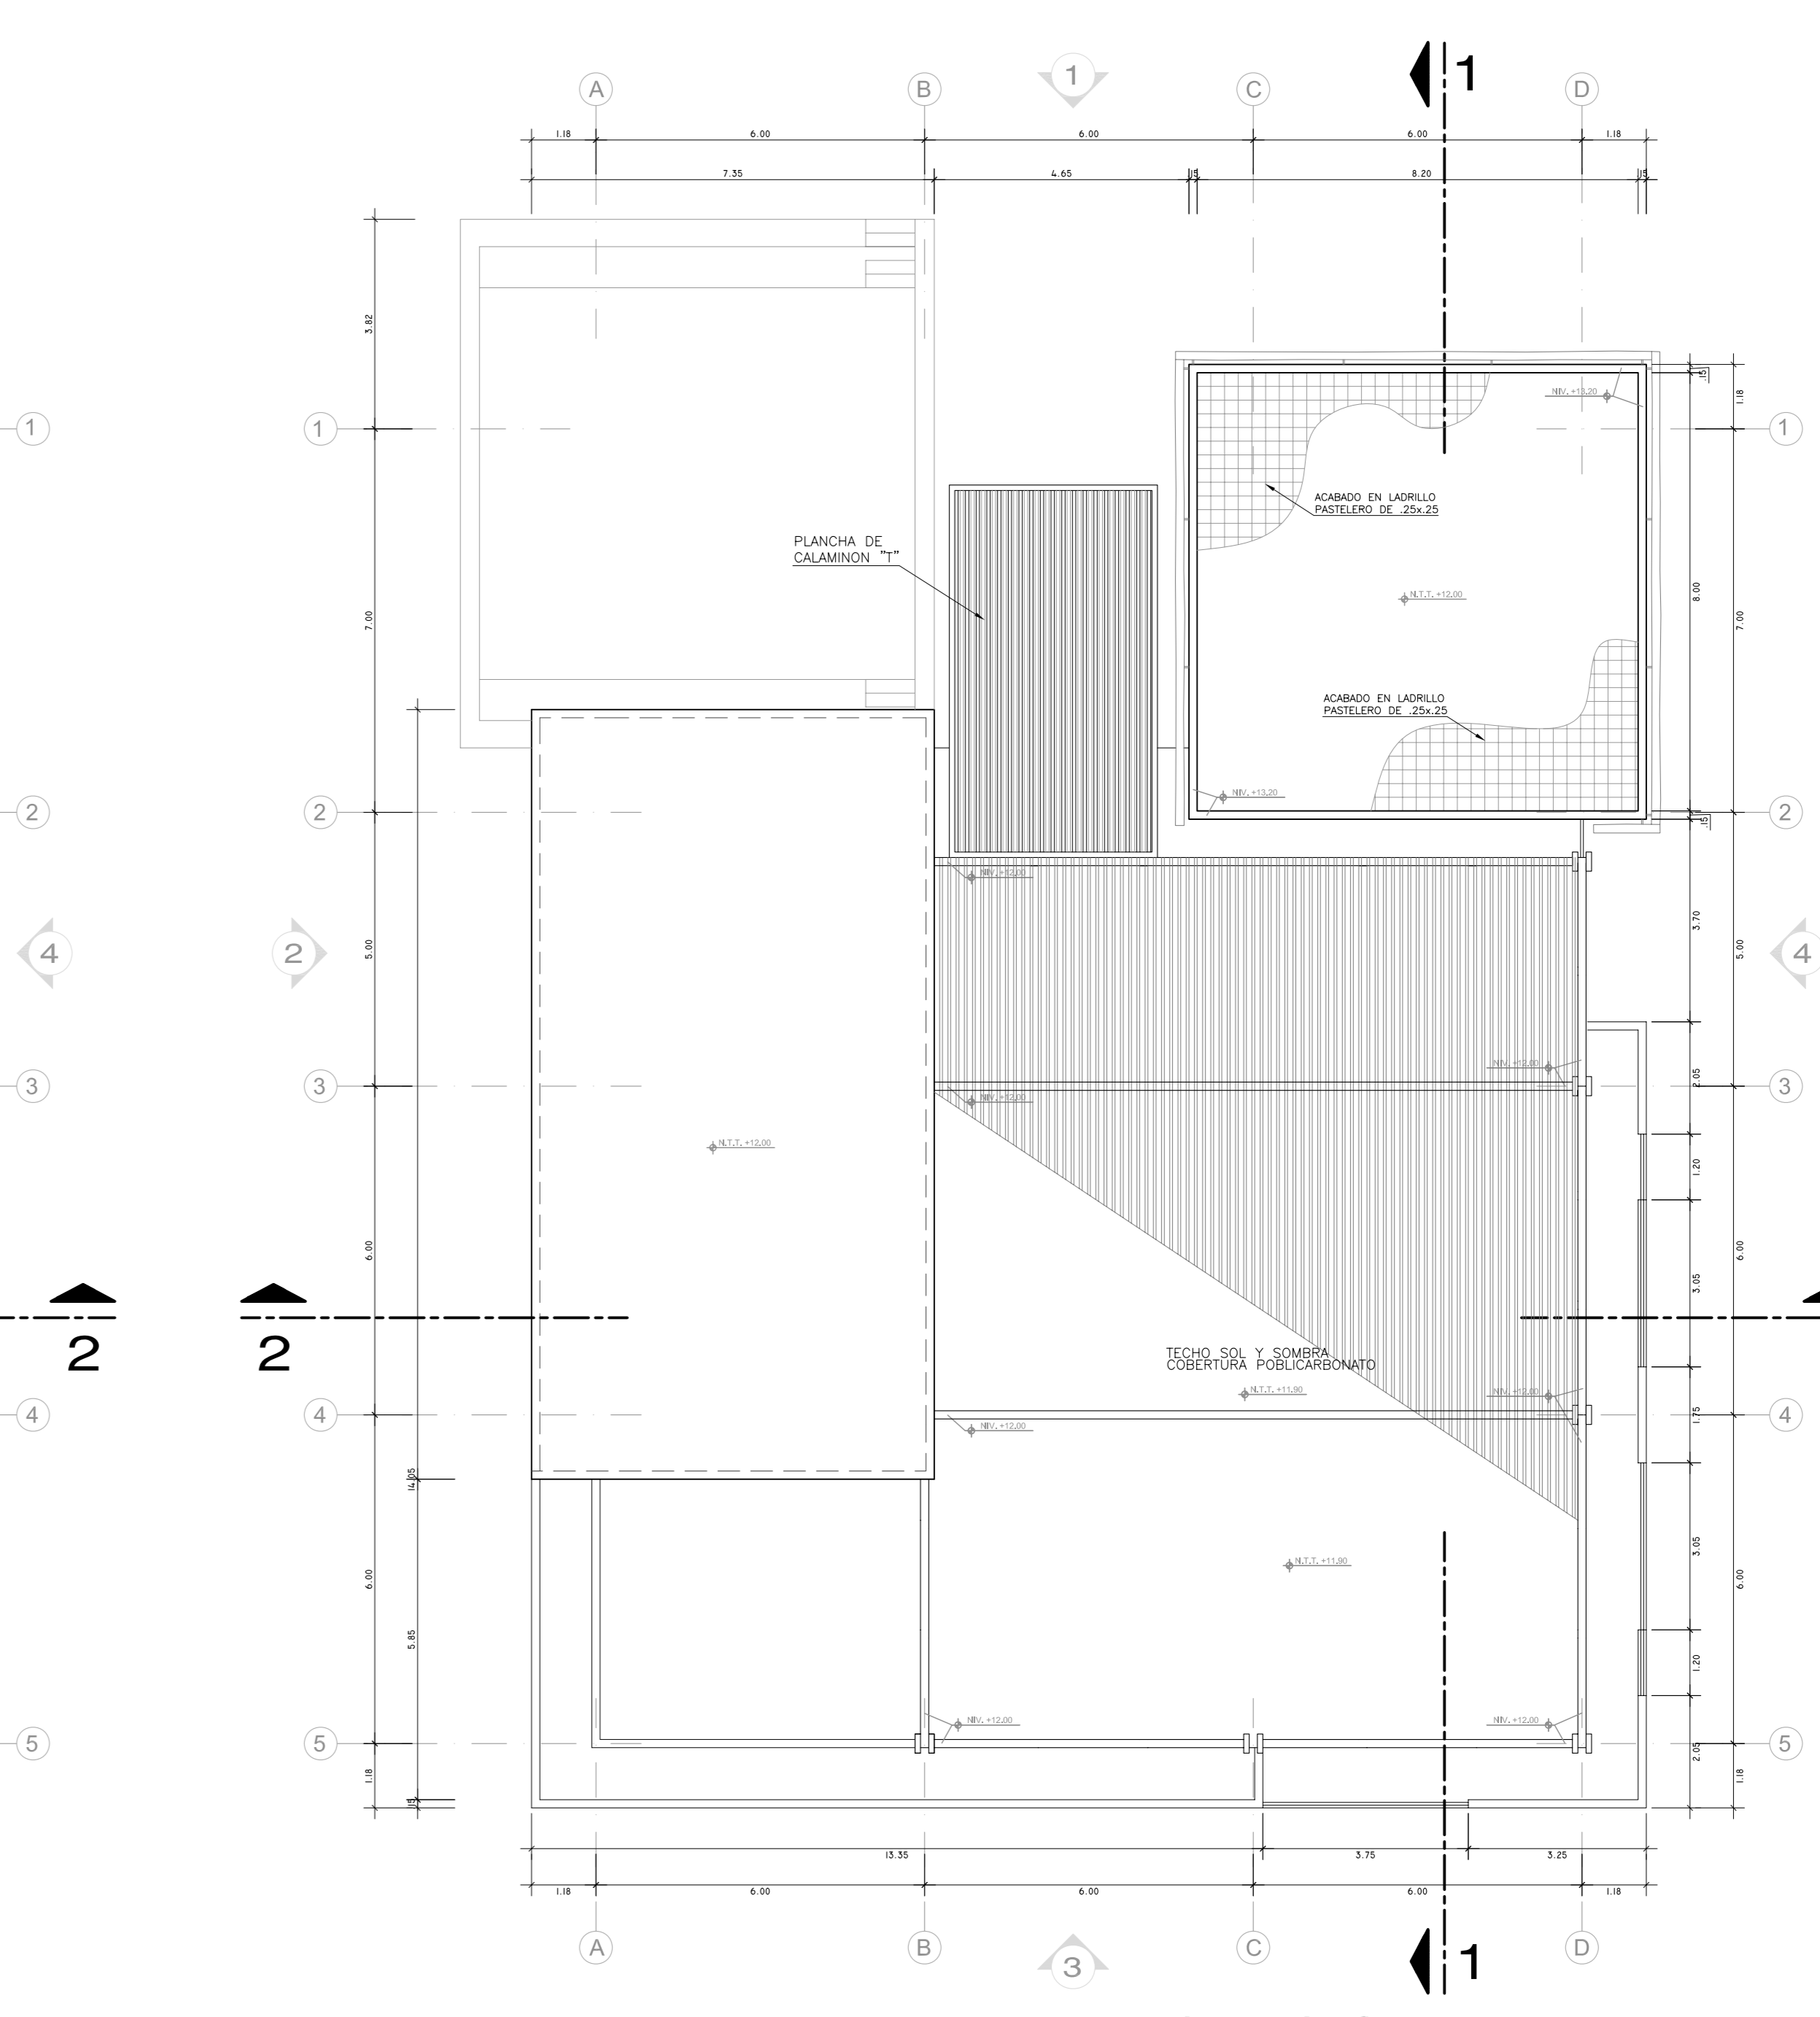 1
1
A
B
C
D
1.18
6.00
6.00
6.00
1.18
7.35
4.65
.15
8.20
.15
3.82
NIV. +13.20
.15
1.18
1
1
1
ACABADO EN LADRILLO
PASTELERO DE .25x.25
PLANCHA DE
CALAMINON "T"
N.T.T. +12.00
8.00
7.00
7.00
ACABADO EN LADRILLO
PASTELERO DE .25x.25
NIV. +13.20
2
2
2
.15
NIV. +12.00
3.70
5.00
5.00
4
2
4
NIV. +12.00
3
3
3
2.05
NIV. +12.00
N.T.T. +12.00
1.20
6.00
3.05
6.00
2
2
TECHO SOL Y SOMBRA
COBERTURA POBLICARBONATO
N.T.T. +11.90
NIV. +12.00
4
4
4
1.75
NIV. +12.00
14.05
N.T.T. +11.90
3.05
6.00
6.00
5.85
1.20
NIV. +12.00
NIV. +12.00
5
5
5
2.05
1.18
1.18
.15
13.35
3.75
3.25
1.18
6.00
6.00
6.00
1.18
A
B
C
D
3
1